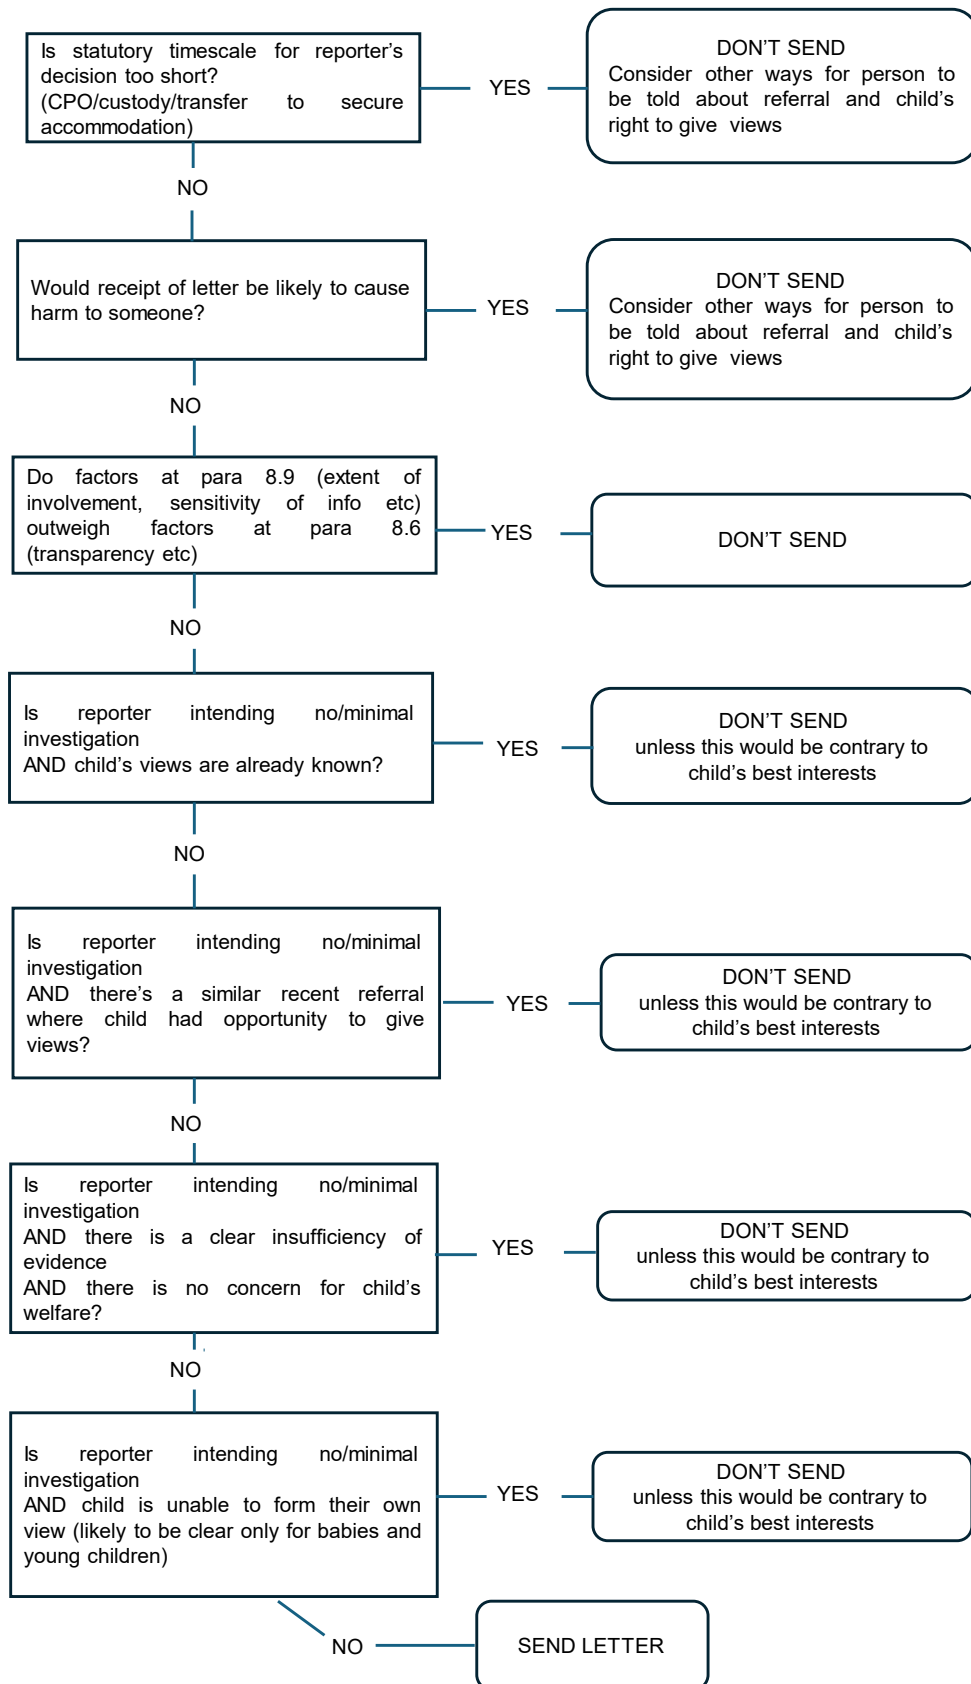 Is statutory timescale for reporter's
decision too short?
(CPO/custody/transfer to secure
accommodation)
YES
DON'T SEND
Consider other ways for person to
be told about referral and child's
right to give views
NO
Would receipt of letter be likely to cause
harm to someone?
YES
DON'T SEND
Consider other ways for person to
be told about referral and child's
right to give views
NO
Do factors at para 8.9 (extent of
involvement, sensitivity of info etc)
outweigh factors at para 8.6
(transparency etc)
YES
DON'T SEND
NO
Is reporter intending no/minimal
investigation
AND child's views are already known?
YES
DON'T SEND
unless this would be contrary to
child's best interests
NO
Is reporter intending no/minimal
investigation
AND there's a similar recent referral
where child had opportunity to give
views?
YES
DON'T SEND
unless this would be contrary to
child's best interests
NO
Is reporter intending no/minimal
investigation
AND there is a clear insufficiency of
evidence
AND there is no concern for child's
welfare?
YES
DON'T SEND
unless this would be contrary to
child's best interests
NO
Is reporter intending no/minimal
investigation
AND child is unable to form their own
view (likely to be clear only for babies and
young children)
YES
DON'T SEND
unless this would be contrary to
child's best interests
NO
SEND LETTER